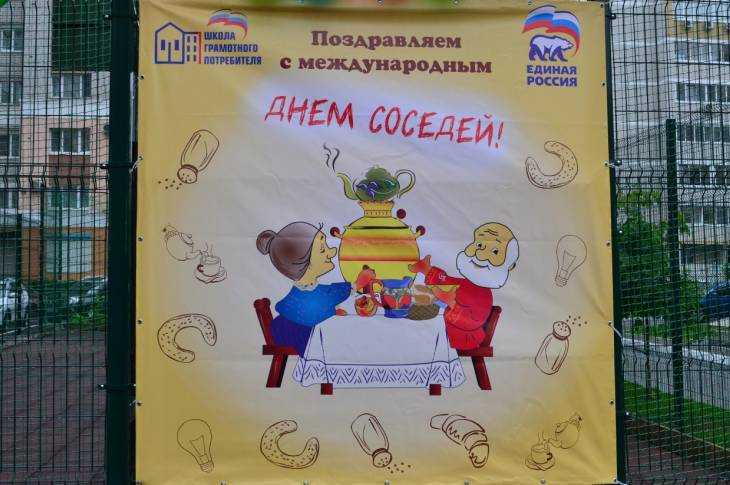 ШКОЛА
ГРАМОТНОГО
ПОТРЕБИТЕЛЯ
Поздравляем
с международным
ЕДИНАЯ
РОССИЯ
ДНЕМ СОСЕДЕЙ!